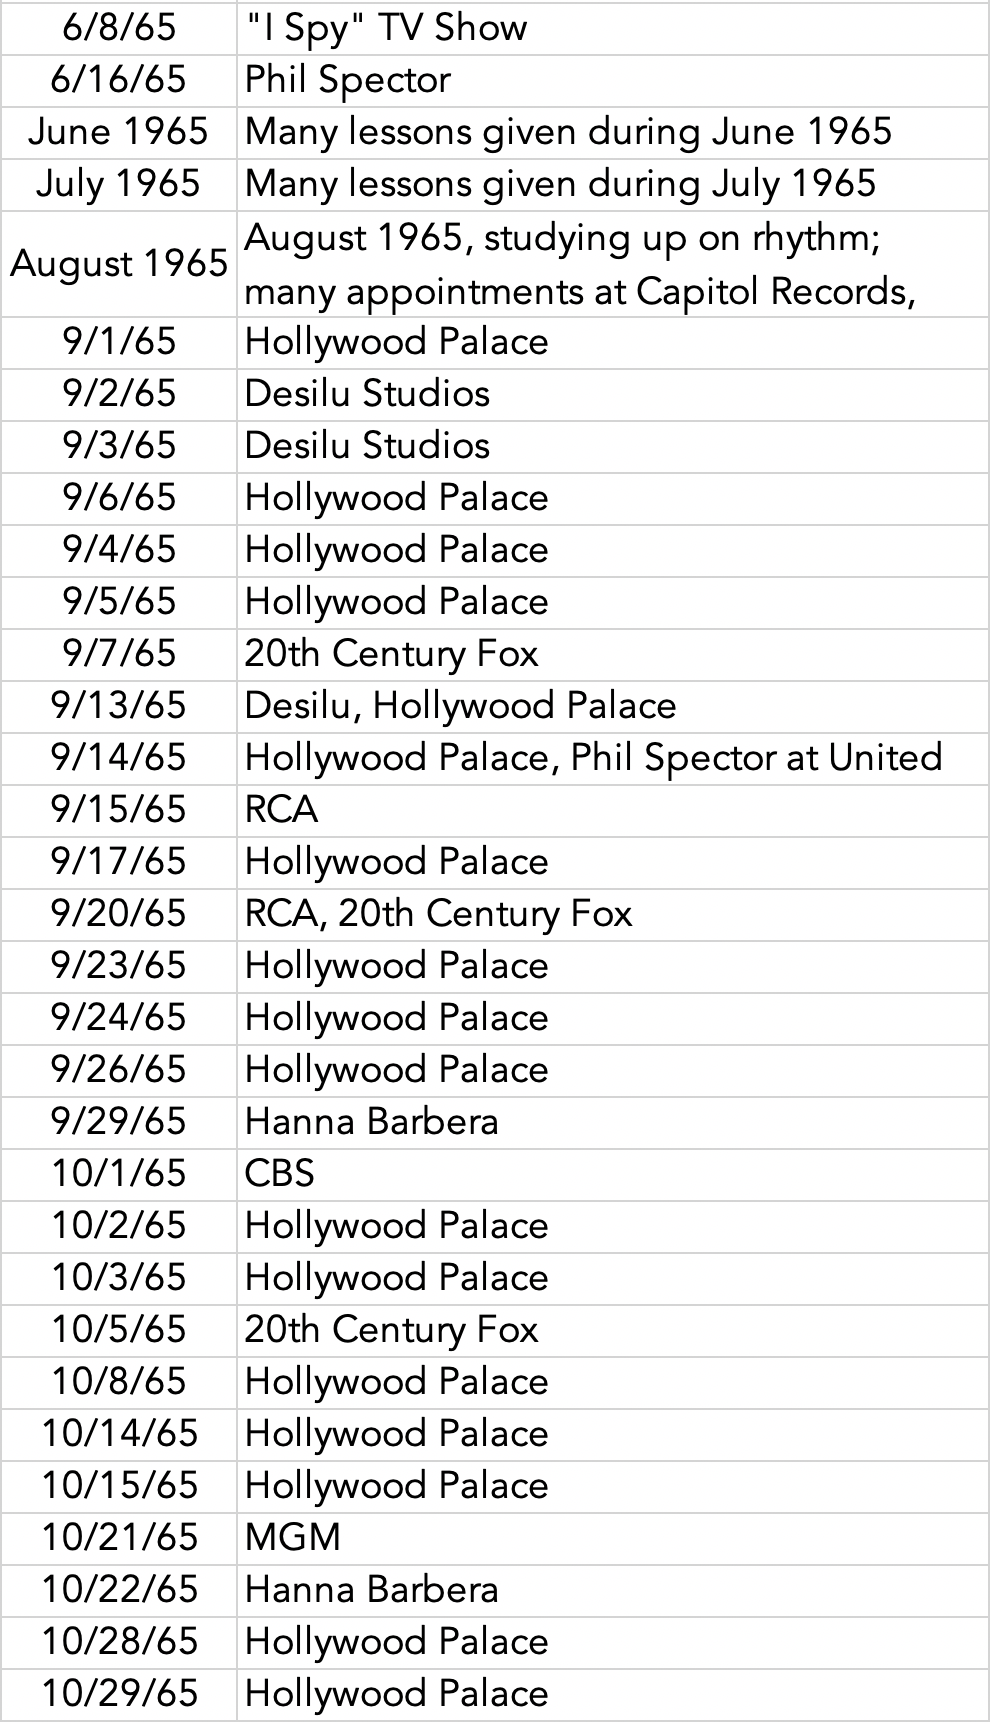 6/8/65 "I Spy" TV Show
6/16/65 Phil Spector
June 1965 Many lessons given during June 1965
July 1965 Many lessons given during July 1965
August 1965 August 1965, studying up on rhythm;
many appointments at Capitol Records,
9/1/65 Hollywood Palace
9/2/65 Desilu Studios
9/3/65 Desilu Studios
9/6/65 Hollywood Palace
9/4/65 Hollywood Palace
9/5/65 Hollywood Palace
9/7/65 20th Century Fox
9/13/65 Desilu, Hollywood Palace
9/14/65 Hollywood Palace, Phil Spector at United
9/15/65 RCA
9/17/65 Hollywood Palace
9/20/65 RCA, 20th Century Fox
9/23/65 Hollywood Palace
9/24/65 Hollywood Palace
9/26/65 Hollywood Palace
9/29/65 Hanna Barbera
10/1/65 CBS
10/2/65 Hollywood Palace
10/3/65 Hollywood Palace
10/5/65 20th Century Fox
10/8/65 Hollywood Palace
10/14/65 Hollywood Palace
10/15/65 Hollywood Palace
10/21/65 MGM
10/22/65 Hanna Barbera
10/28/65 Hollywood Palace
10/29/65 Hollywood Palace